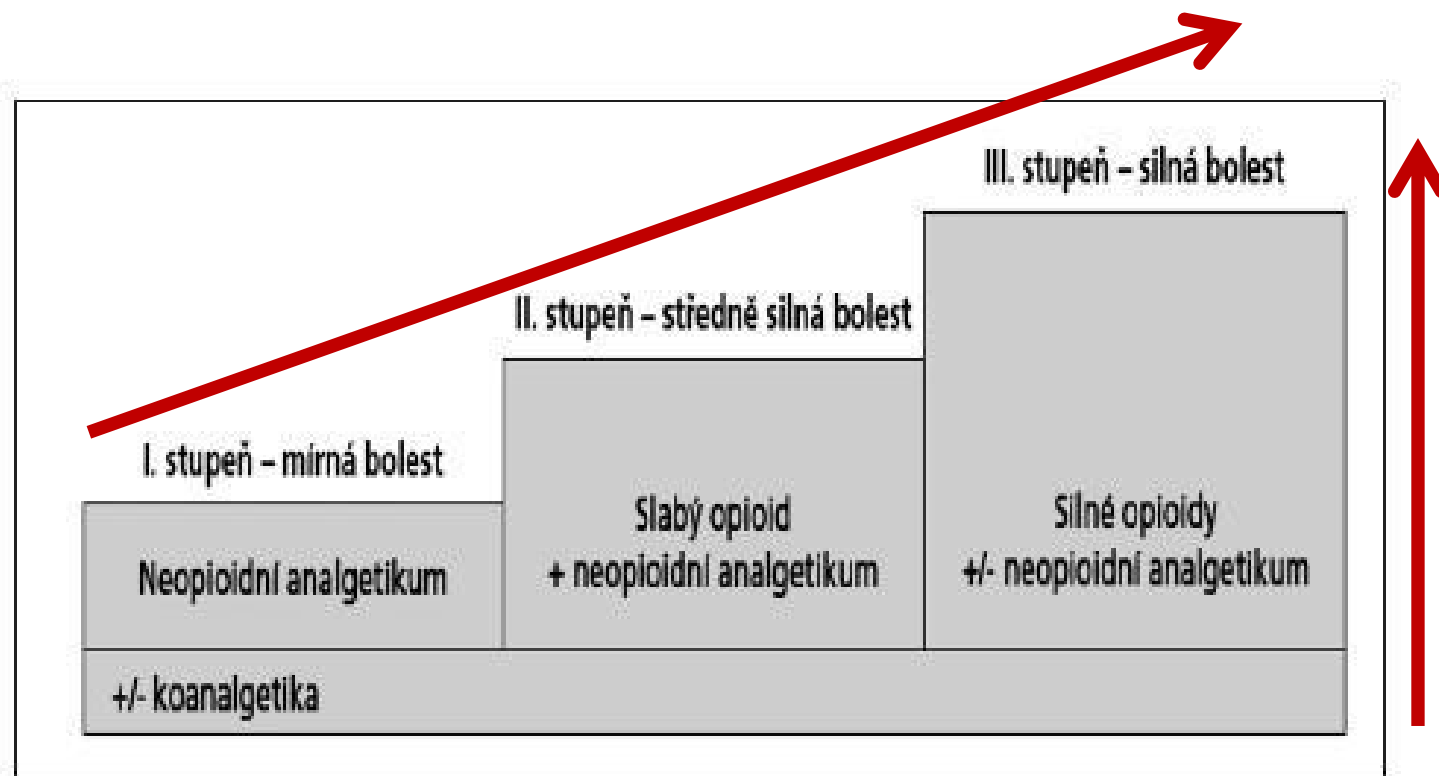 III. stupeň – silná bolest
II. stupeň – středně silná bolest
I. stupeň – mírná bolest
Neopioidní analgetikum
Slabý opioid
+ neopioidní analgetikum
Silné opioidy
+/- neopioidní analgetikum
+/- koanalgetika